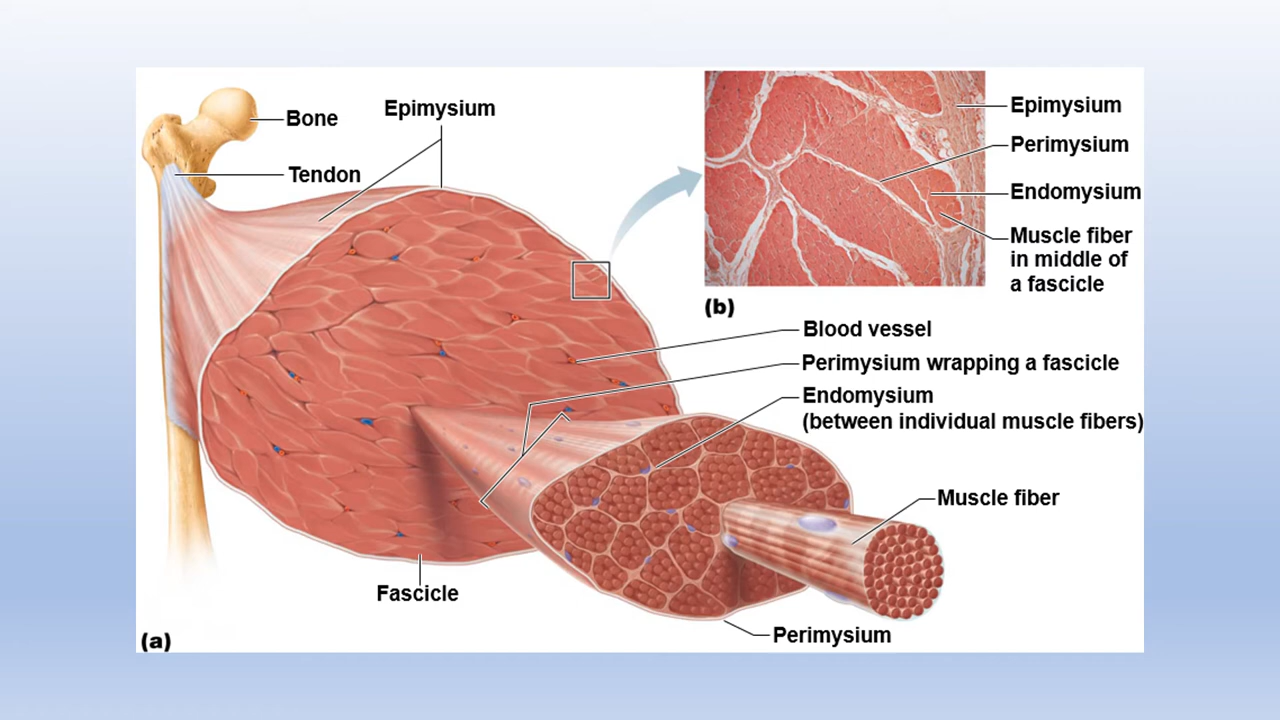 Bone
Epimysium
Tendon
Fascicle
(a)
Epimysium
Perimysium
Endomysium
Muscle fiber
in middle of
a fascicle
(b)
Blood vessel
Perimysium wrapping a fascicle
Endomysium
(between individual muscle fibers)
Muscle fiber
Perimysium